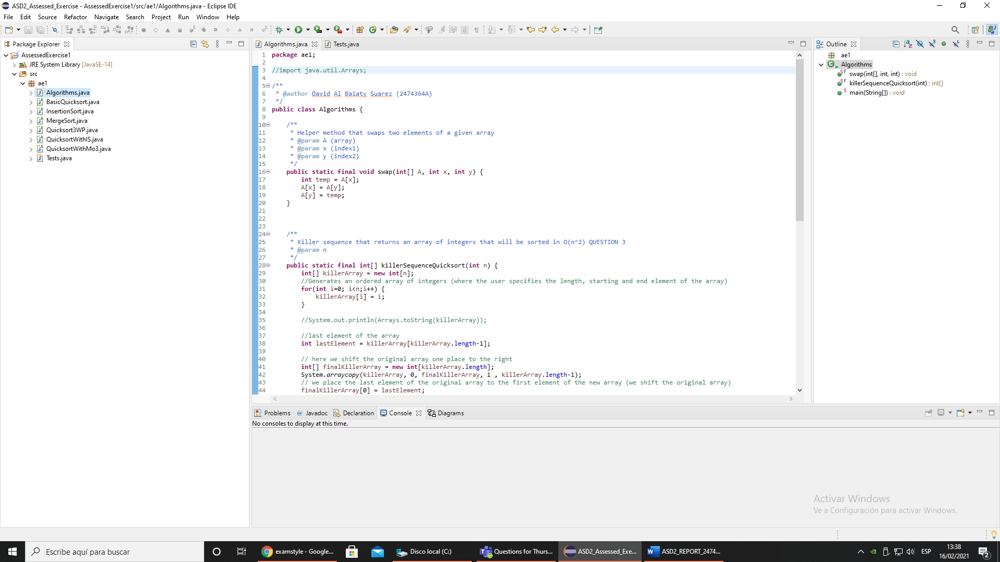 ASD2_Assessed_Exercise - AssessedExercise1/src/ae1/Algorithms.java - Eclipse IDE
File Edit Source Refactor Navigate Search Project Run Window Help
Package Explorer
AssessedExercise1
JRE System Library [JavaSE-14]
src
ae1
Algorithms.java
BasicQuicksort.java
InsertionSort.java
MergeSort.java
Quicksort3WP.java
QuicksortWithIS.java
QuicksortWithMo3.java
Tests.java
Algorithms.java Tests.java
1 package ae1;
2
3 //import java.util.Arrays;
4
5 /**
6 * @author David Al Baiaty Suarez (2474364A)
7 */
8 public class Algorithms {
9
10 /**
11 * Helper method that swaps two elements of a given array
12 * @param A (array)
13 * @param x (index1)
14 * @param y (index2)
15 */
16 public static final void swap(int[] A, int x, int y) {
17 int temp = A[x];
18 A[x] = A[y];
19 A[y] = temp;
20 }
21
22
23
24 /**
25 * Killer sequence that returns an array of integers that will be sorted in O(n^2) QUESTION 3
26 * @param n
27 */
28 public static final int[] killerSequenceQuicksort(int n) {
29 int[] killerArray = new int[n];
30 //Generates an ordered array of integers (where the user specifies the length, starting and end element of the array)
31 for(int i=0; i<n;i++) {
32 killerArray[i] = i;
33 }
34
35 //System.out.println(Arrays.toString(killerArray));
36
37 //last element of the array
38 int lastElement = killerArray[killerArray.length-1];
39
40 // here we shift the original array one place to the right
41 int[] finalKillerArray = new int[killerArray.length];
42 System.arraycopy(killerArray, 0, finalKillerArray, 1 , killerArray.length-1);
43 // we place the last element of the original array to the first element of the new array (we shift the original array)
44 finalKillerArray[0] = lastElement;
Outline
ae1
Algorithms
swap(int[], int, int) : void
killerSequenceQuicksort(int) : int[]
main(String[]) : void
Problems Javadoc Declaration Console Diagrams
No consoles to display at this time.
Activar Windows
Ve a Configuración para activar Windows.
Escribe aquí para buscar
examstyle - Google...
Disco local (C:)
Questions for Thurs...
ASD2_Assessed_Exe...
ASD2_REPORT_2474...
ESP
13:38
16/02/2021
2